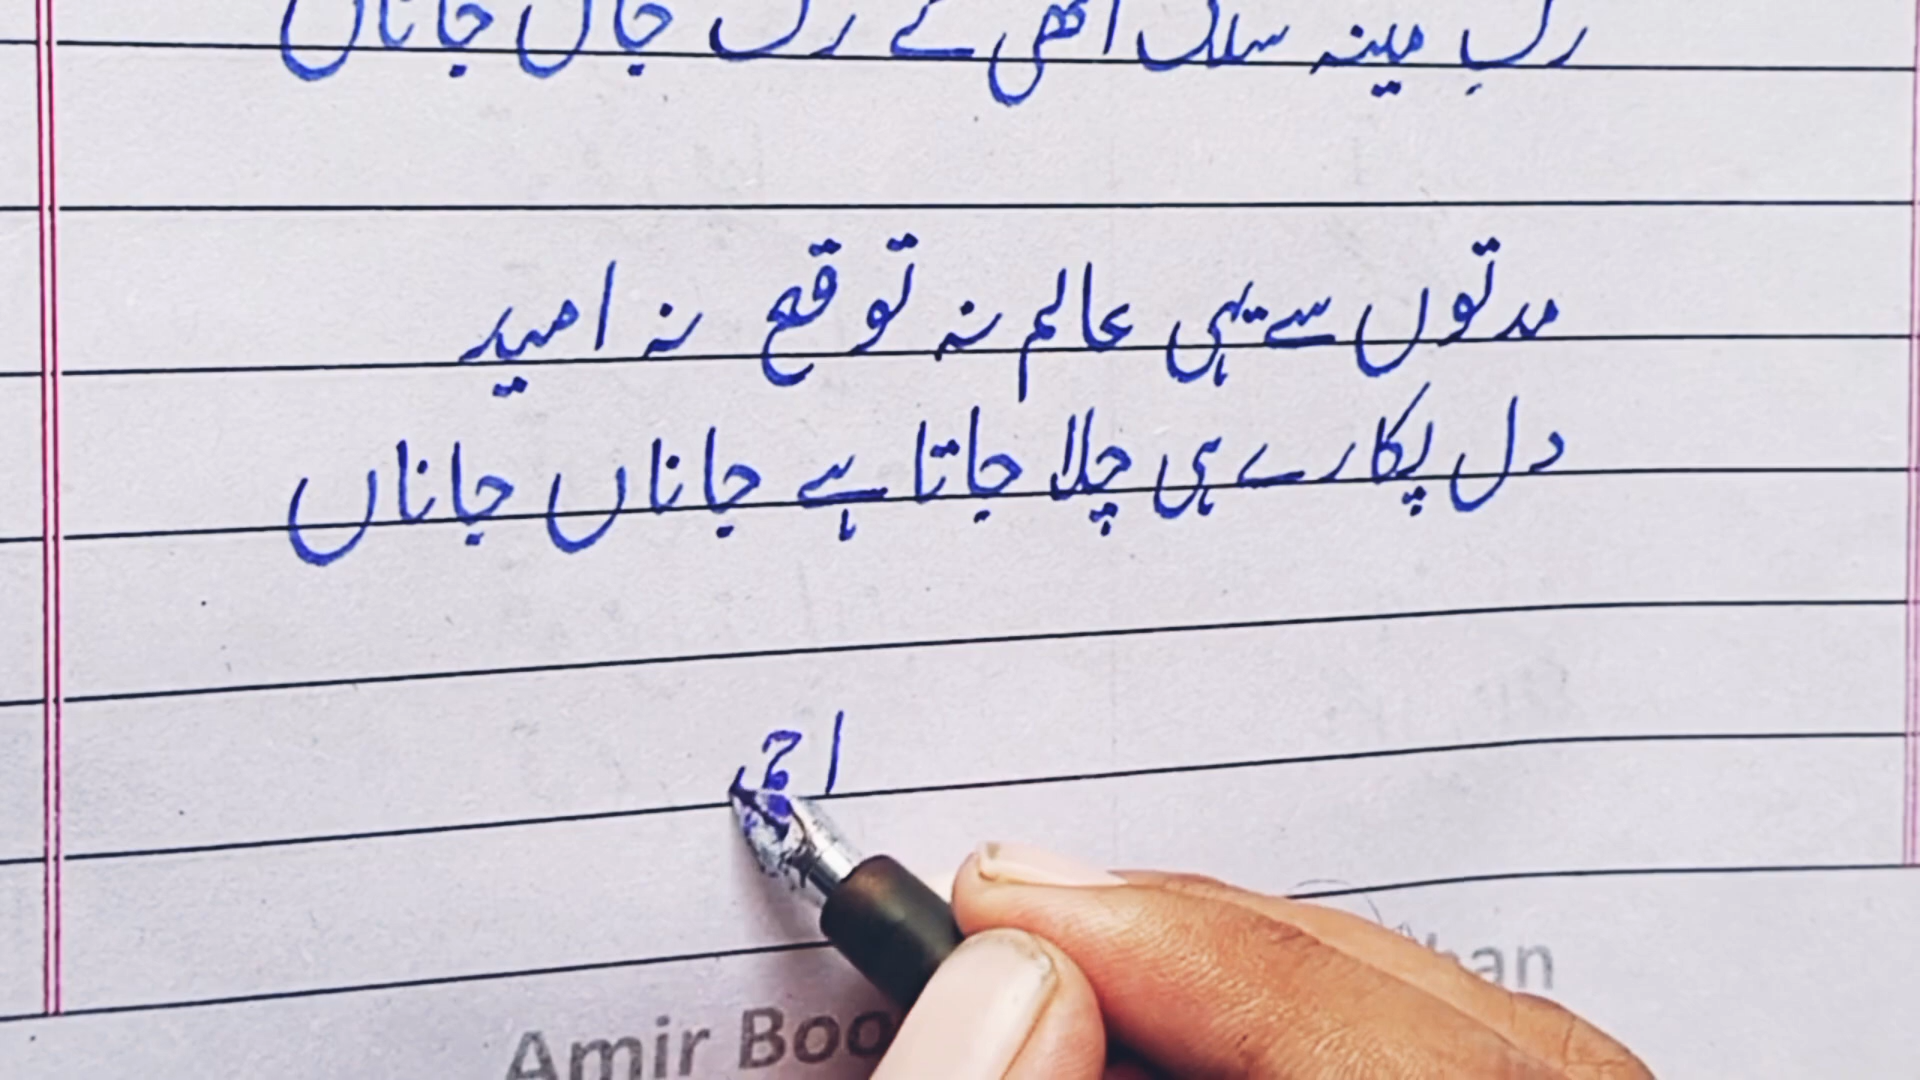 رگ مینہ سلگ اٹھی کے رگ جاں جاناں
مدتوں سے یہی عالم نہ توقع نہ امید
دل پکارے ہی چلا جاتا ہے جاناں جاناں
احمد
Amir Boo
han